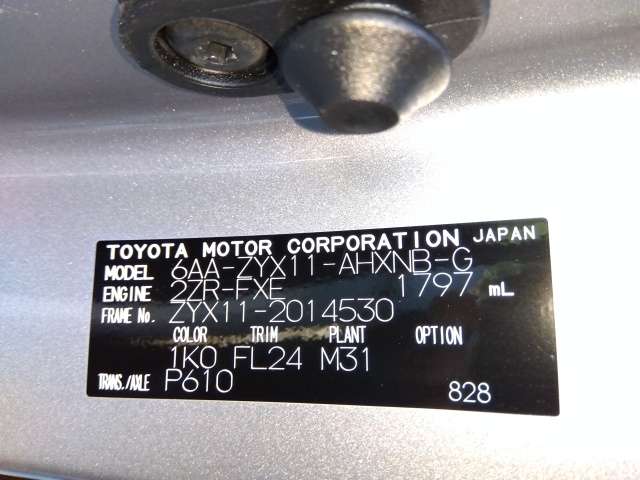 TOYOTA MOTOR CORPORATION JAPAN
MODEL 6AA-ZYX11-AHXNB-G
ENGINE 2ZR-FXE 1797 mL
FRAME No. ZYX11-2014530
COLOR TRIM PLANT OPTION
1K0 FL24 M31
TRANS./AXLE P610
828